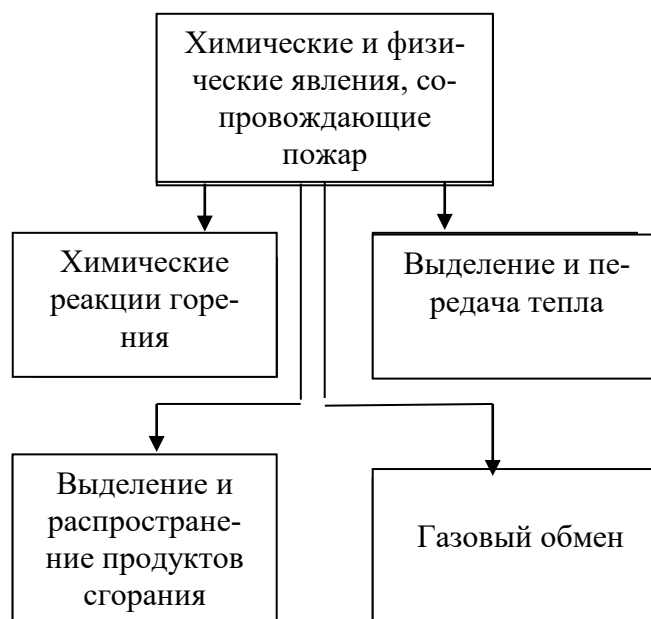 Химические и физи-
ческие явления, со-
провождающие
пожар
Химические
реакции горе-
ния
Выделение и пе-
редача тепла
Выделение и
распростране-
ние продуктов
сгорания
Газовый обмен